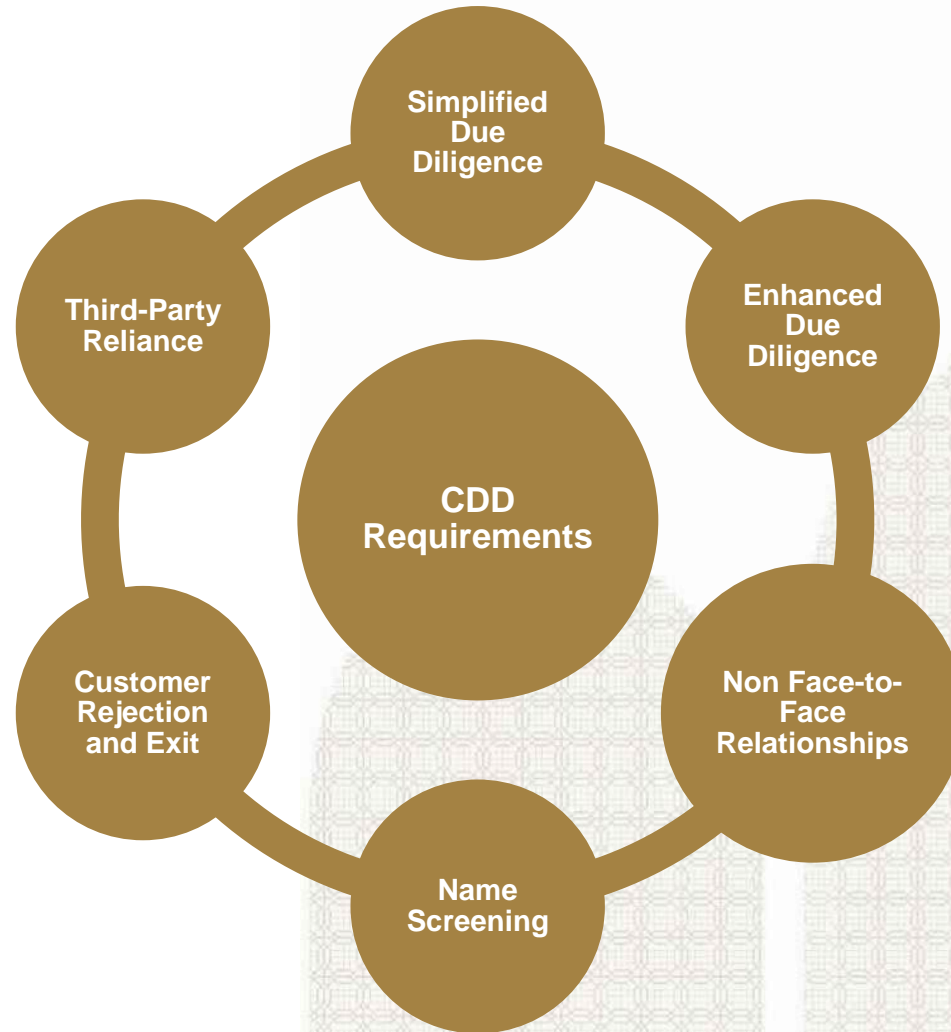 Simplified
Due
Diligence
Enhanced
Due
Diligence
Non Face-to-
Face
Relationships
Name
Screening
Customer
Rejection
and Exit
Third-Party
Reliance
CDD
Requirements